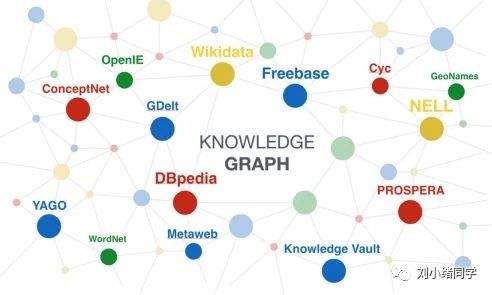 OpenIE
Wikidata
Freebase
Cyc
GeoNames
ConceptNet
GDelt
NELL
KNOWLEDGE
GRAPH
DBpedia
PROSPERA
YAGO
WordNet
Metaweb
Knowledge Vault
刘小绪同学